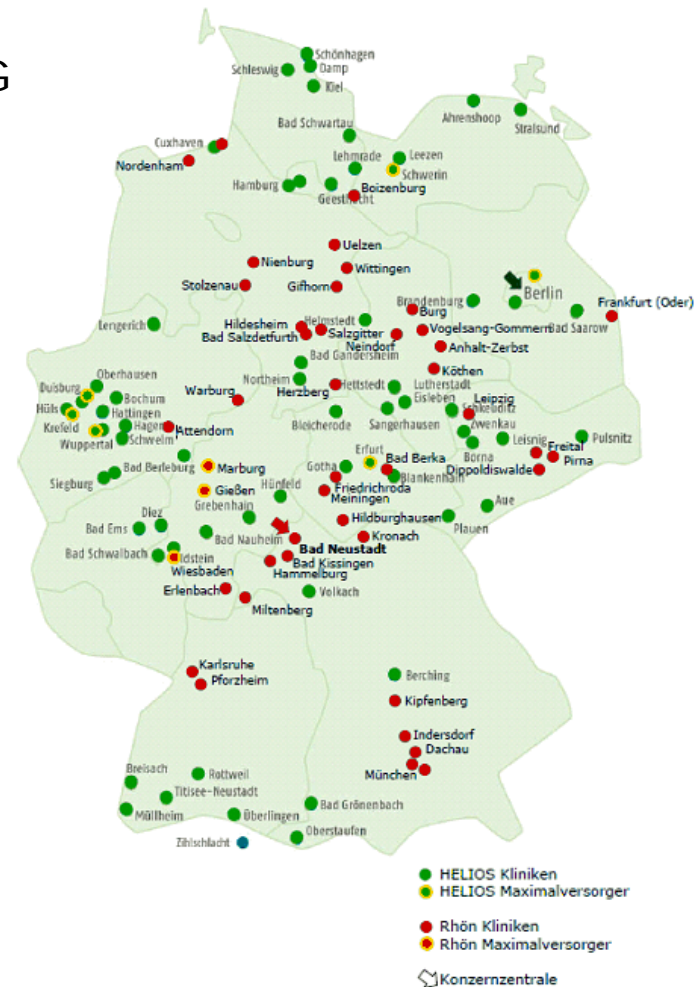 G
Schönhagen
Schleswig
Damp
Kiel
Ahrenshoop
Stralsund
Bad Schwartau
Cuxhaven
Nordenham
Lehmrade
Leezen
Schwerin
Hamburg
Geesthacht
Boizenburg
Uelzen
Nienburg
Wittingen
Stolzenau
Gifhorn
Berlin
Brandenburg
Burg
Frankfurt (Oder)
Lengerich
Hildesheim
Helmstedt
Bad Salzdetfurth
Salzgitter
Vogelsang-Gommern
Bad Saarow
Neindorf
Anhalt-Zerbst
Bad Gandersheim
Köthen
Oberhausen
Duisburg
Northeim
Hettstedt
Lutherstadt
Eisleben
Warburg
Herzberg
Leipzig
Schkeuditz
Bochum
Hüls
Hattingen
Krefeld
Hagen
Attendorn
Bleicherode
Sangerhausen
Zwenkau
Wuppertal
Schwelm
Leisnig
Freital
Pulsnitz
Borna
Pirna
Dippoldiswalde
Erfurt
Bad Berka
Bad Berleburg
Marburg
Gotha
Blankenhain
Siegburg
Hünfeld
Friedrichroda
Gießen
Meiningen
Grebenhain
Aue
Diez
Hildburghausen
Plauen
Bad Ems
Bad Nauheim
Kronach
Bad Neustadt
Bad Schwalbach
Idstein
Bad Kissingen
Wiesbaden
Hammelburg
Erlenbach
Volkach
Miltenberg
Karlsruhe
Pforzheim
Berching
Kipfenberg
Indersdorf
Dachau
München
Breisach
Rottweil
Titisee-Neustadt
Müllheim
Überlingen
Bad Grönenbach
Oberstaufen
Zihlschlacht
HELIOS Kliniken
HELIOS Maximalversorger
Rhön Kliniken
Rhön Maximalversorger
Konzernzentrale